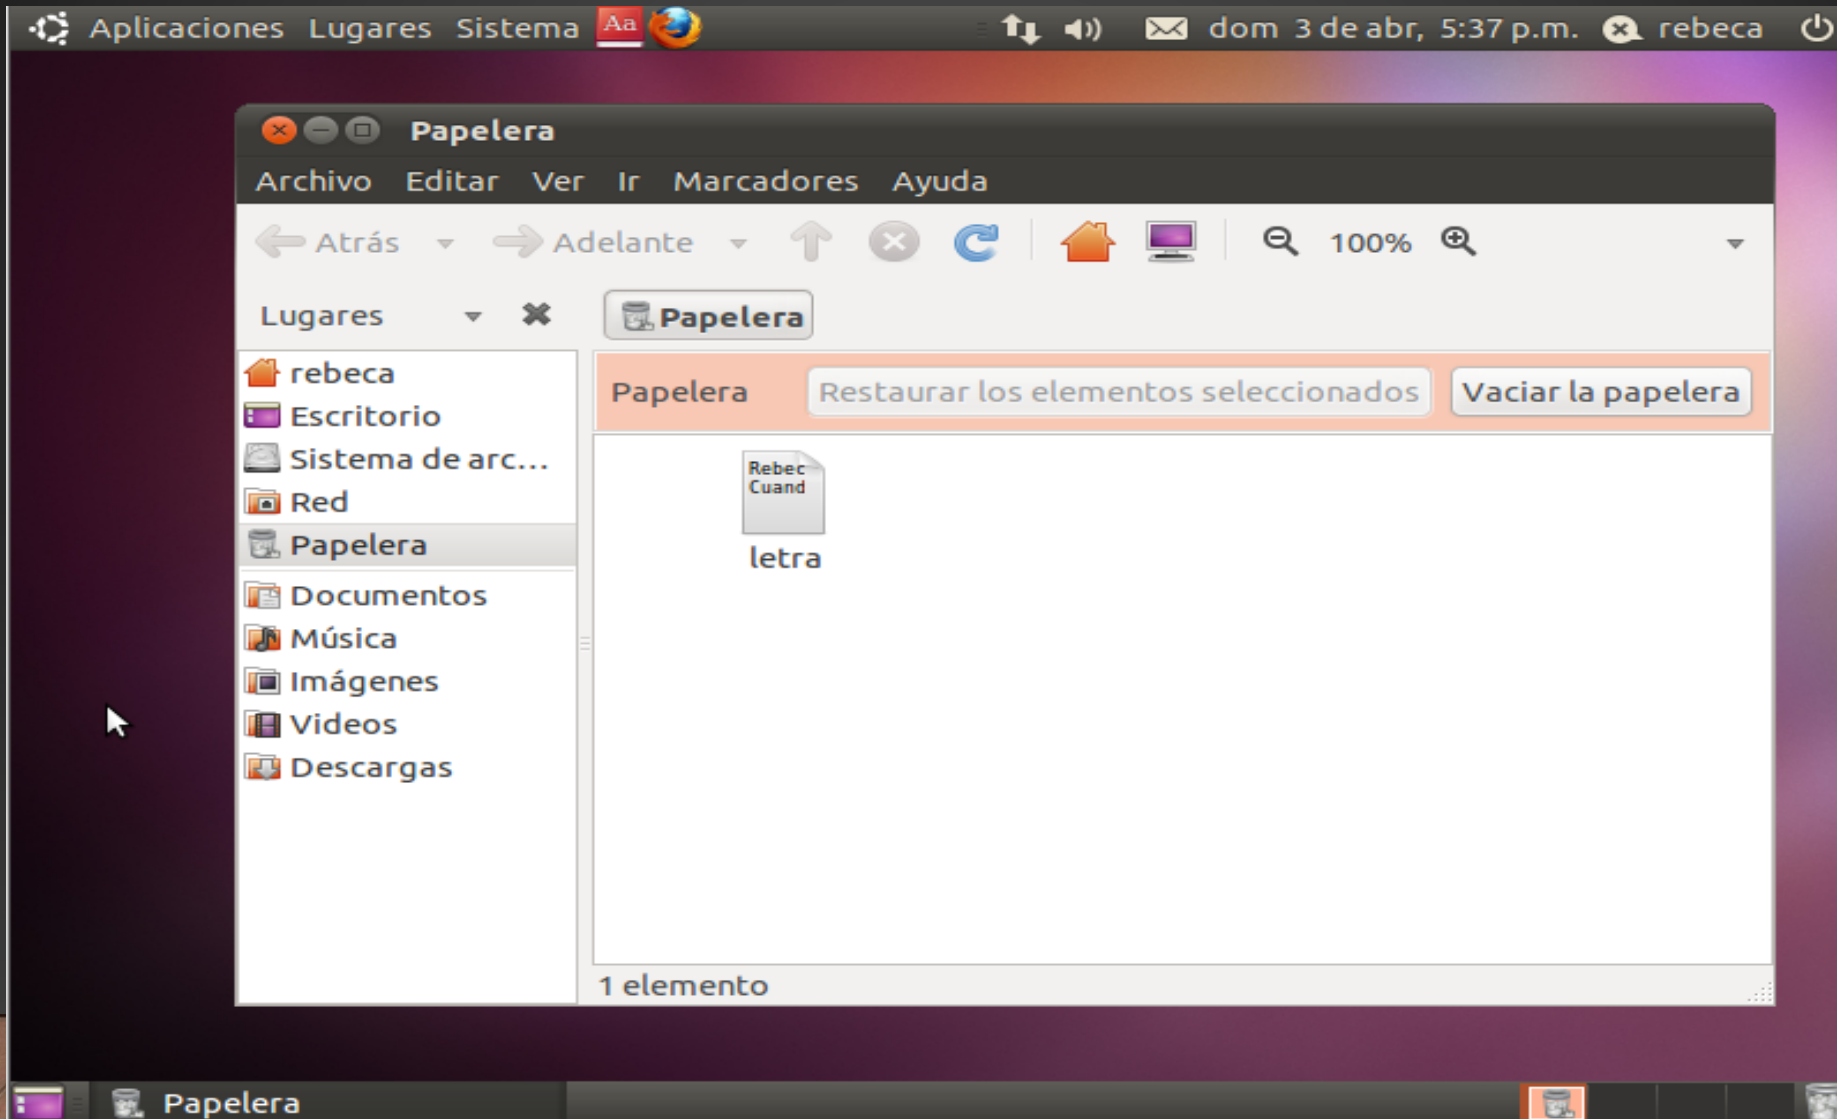 Aplicaciones Lugares Sistema Aa dom 3 de abr, 5:37 p.m. rebeca
Papelera
Archivo Editar Ver Ir Marcadores Ayuda
Atrás Adelante 100%
Lugares Papelera
rebeca
Escritorio
Sistema de arc...
Red
Papelera
Documentos
Música
Imágenes
Videos
Descargas
Papelera Restaurar los elementos seleccionados Vaciar la papelera
Rebec
Cuand
letra
1 elemento
Papelera